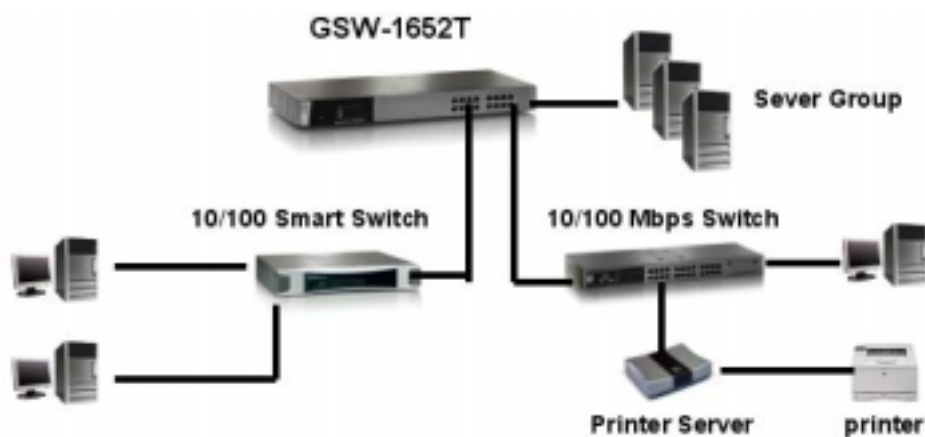 GSW-1652T
Sever Group
10/100 Smart Switch
10/100 Mbps Switch
Printer Server
printer